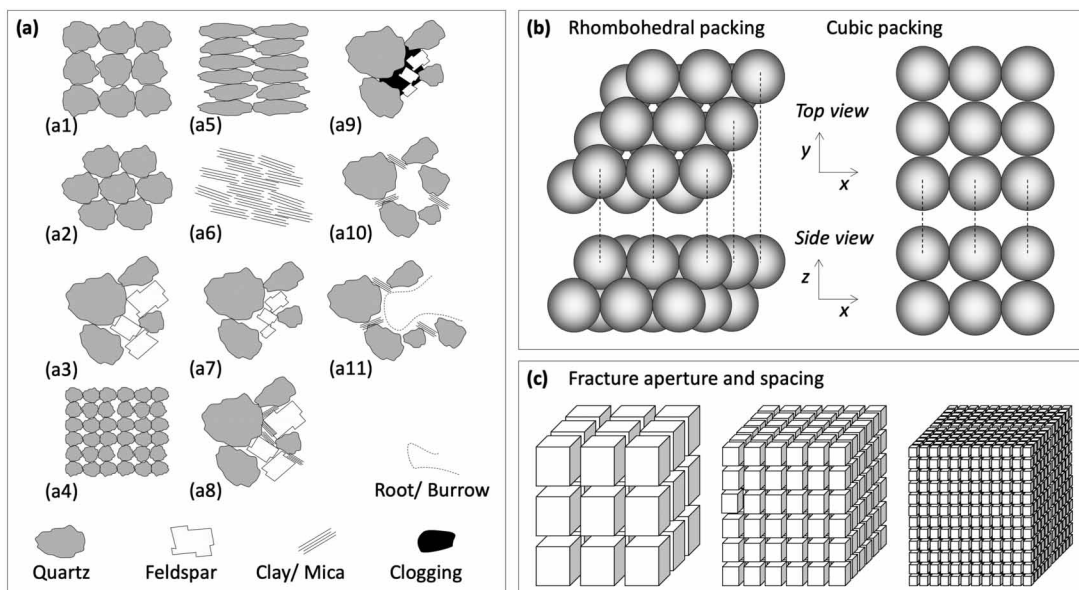 (a)
(a1)
(a5)
(a9)
(a2)
(a6)
(a10)
(a3)
(a7)
(a11)
(a4)
(a8)
Root/ Burrow
Quartz
Feldspar
Clay/ Mica
Clogging
(b) Rhombohedral packing
Cubic packing
Top view
y
x
Side view
z
x
(c) Fracture aperture and spacing